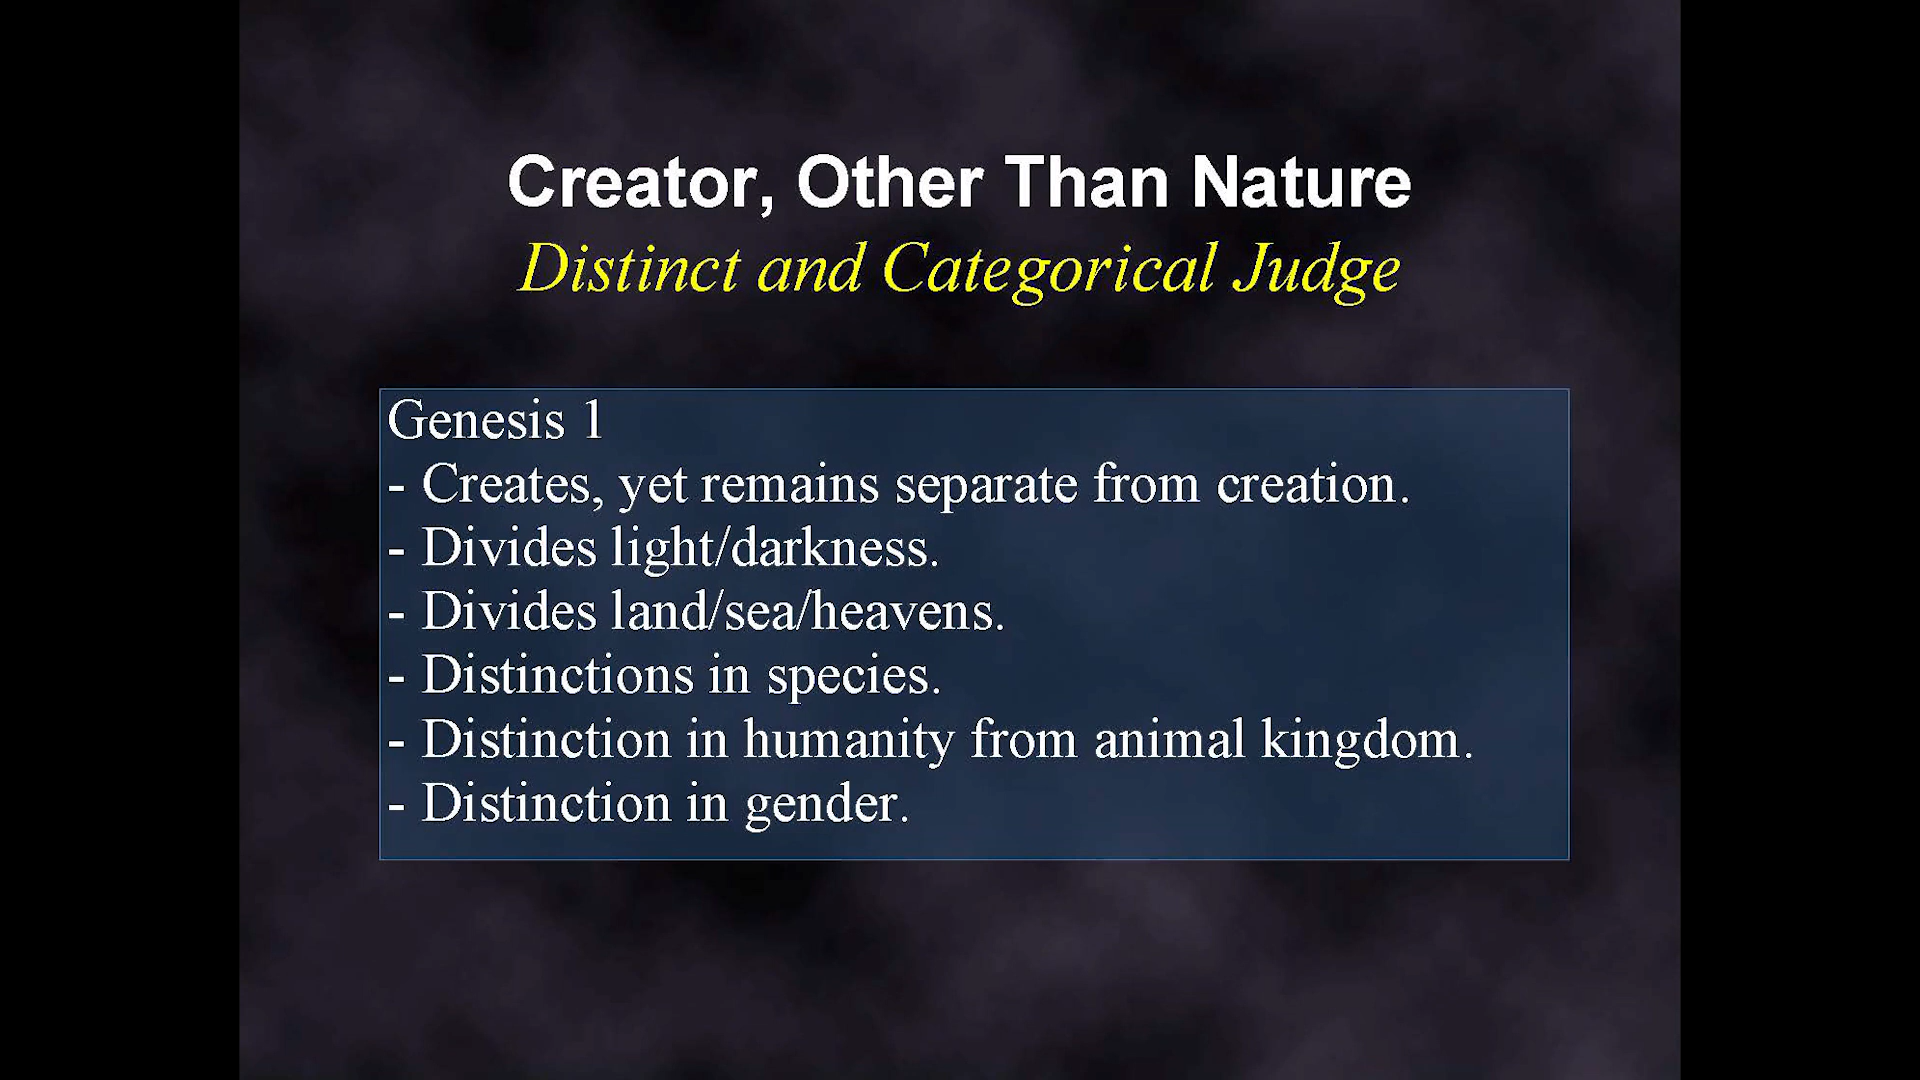 Creator, Other Than Nature
Distinct and Categorical Judge
Genesis 1
- Creates, yet remains separate from creation.
- Divides light/darkness.
- Divides land/sea/heavens.
- Distinctions in species.
- Distinction in humanity from animal kingdom.
- Distinction in gender.